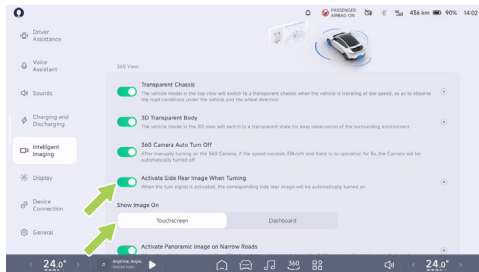 PASSENGER
AIRBAG ON
436 km
90%
14:02
Driver
Assistance
Voice
Assistant
Sounds
Charging and
Discharging
Intelligent
Imaging
Display
Device
Connection
General
360 View
Transparent Chassis
The vehicle model in the top view will switch to a transparent chassis when the vehicle is traveling at low speed, so as to observe
the road conditions under the vehicle and the wheel direction
3D Transparent Body
The vehicle model in the 3D view will switch to a transparent state for easy observation of the surrounding environment
360 Camera Auto Turn Off
After manually turning on the 360 Camera, if the speed exceeds 30km/h and there is no operation for 8s, the Camera will be
automatically turned off
Activate Side Rear Image When Turning
When the turn signal is activated, the corresponding side rear image will be automatically turned on
Show Image On
Touchscreen
Dashboard
Activate Panoramic Image on Narrow Roads
24.0°
360
24.0°